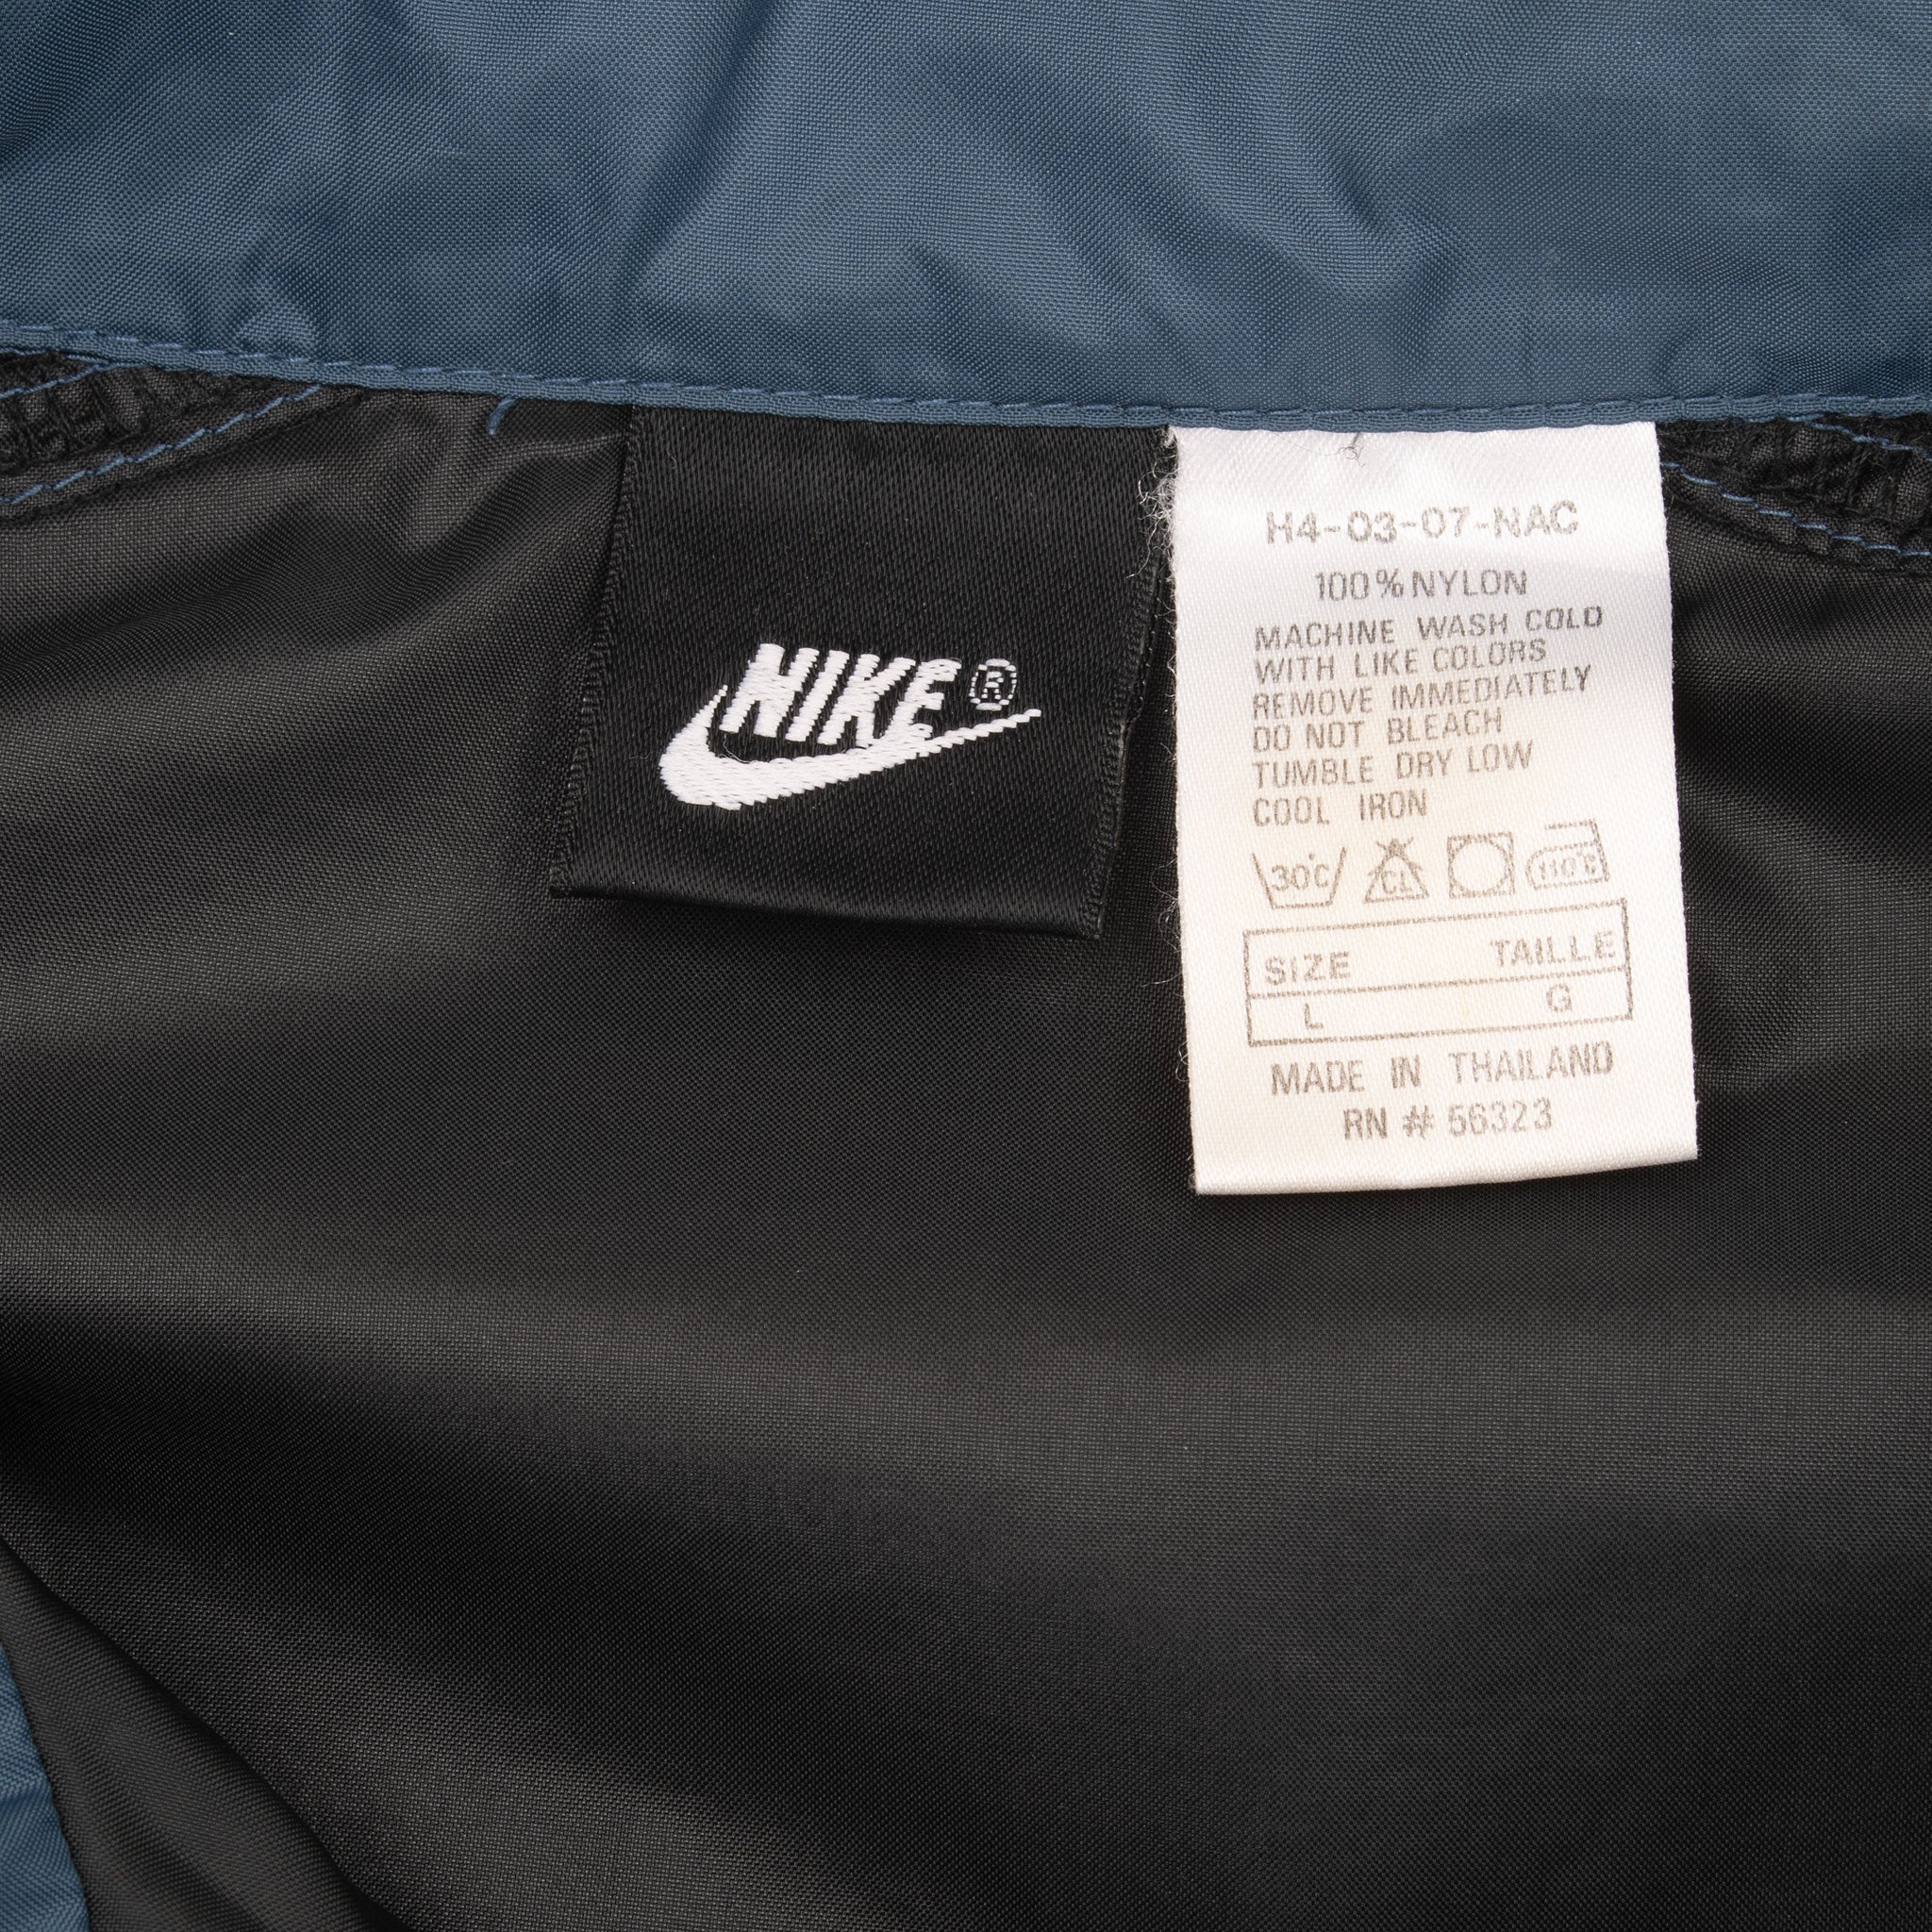 NIKE®
H4-03-07-NAC
100% NYLON
MACHINE WASH COLD
WITH LIKE COLORS
REMOVE IMMEDIATELY
DO NOT BLEACH
TUMBLE DRY LOW
COOL IRON
30°C CL 110°C
SIZE TAILLE
L G
MADE IN THAILAND
RN # 56323